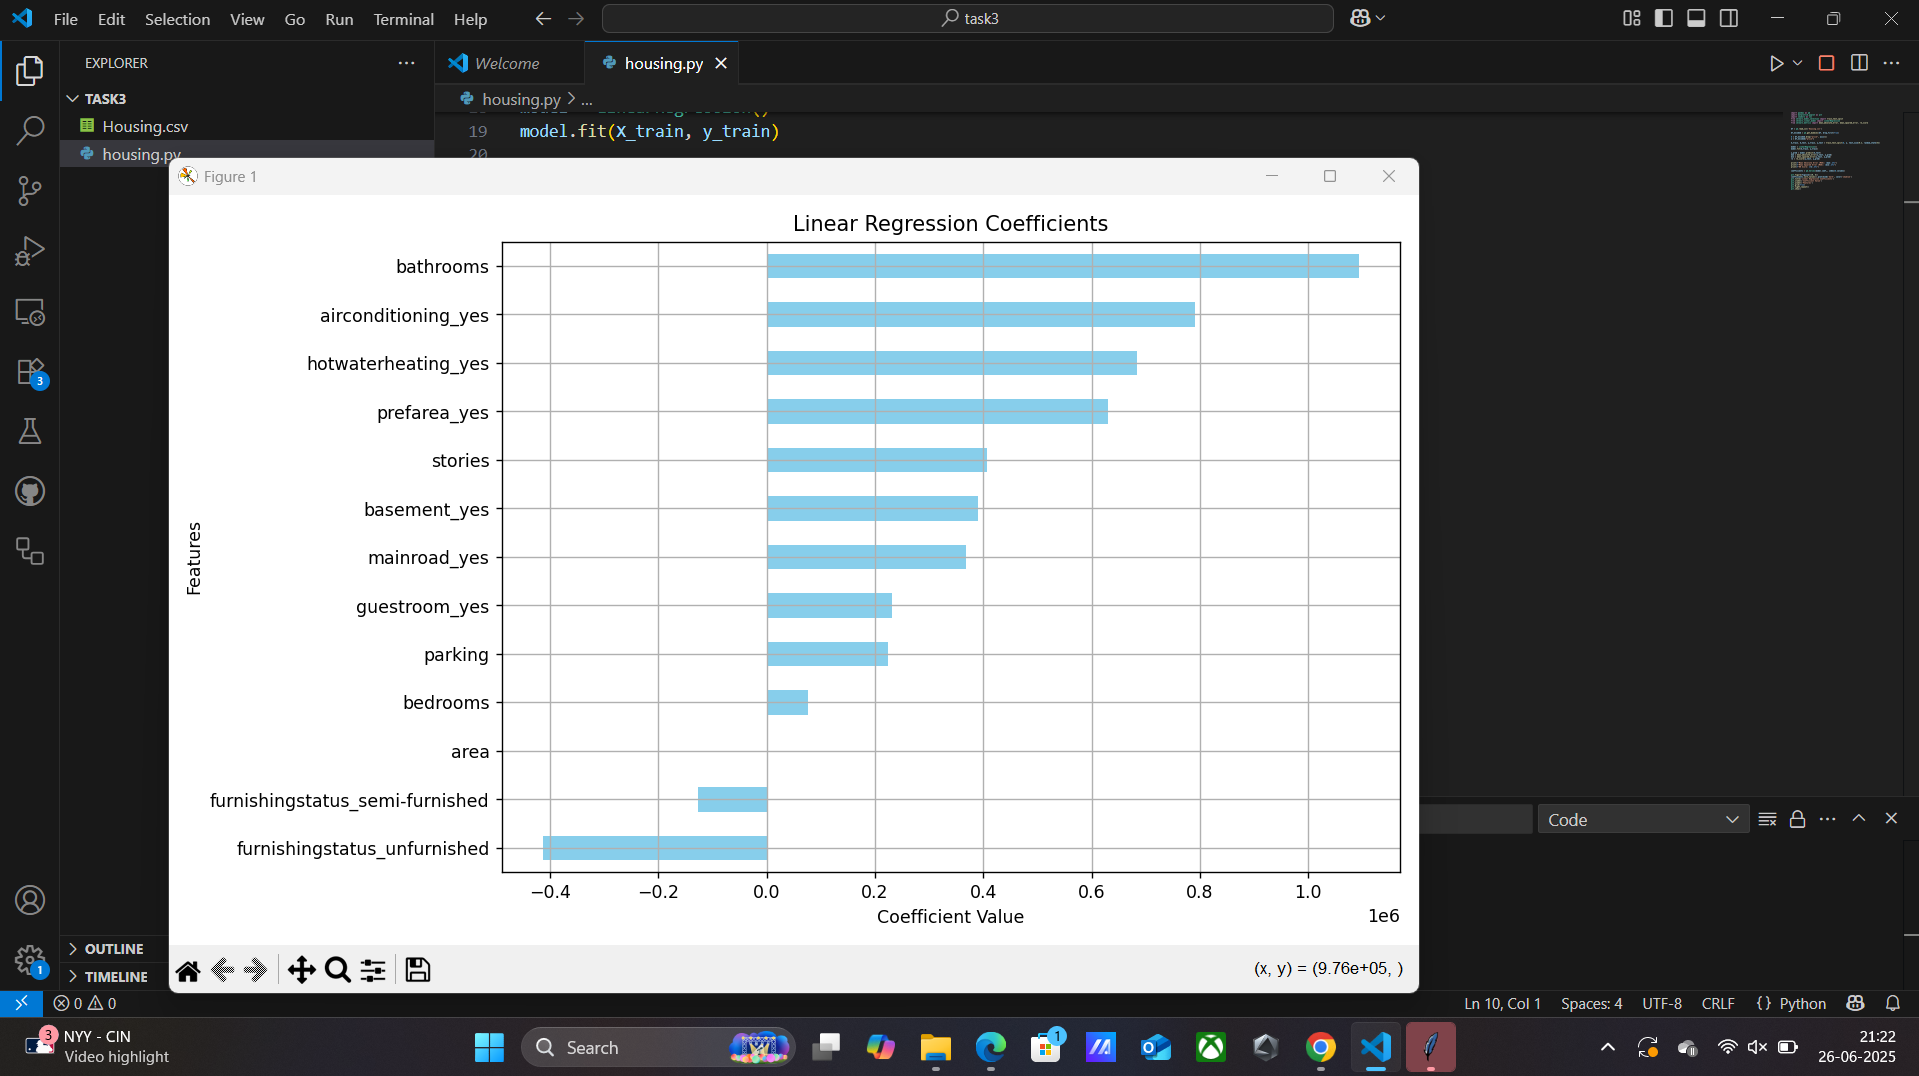 File Edit Selection View Go Run Terminal Help
task3
EXPLORER
Welcome
housing.py
TASK3
housing.py > ...
Housing.csv
19 model.fit(X_train, y_train)
housing.py
20
Figure 1
Linear Regression Coefficients
bathrooms
airconditioning_yes
hotwaterheating_yes
prefarea_yes
stories
basement_yes
mainroad_yes
guestroom_yes
parking
bedrooms
area
furnishingstatus_semi-furnished
furnishingstatus_unfurnished
Features
−0.4 −0.2 0.0 0.2 0.4 0.6 0.8 1.0
Coefficient Value
1e6
(x, y) = (9.76e+05, )
Code
3
OUTLINE
1
TIMELINE
0 0
Ln 10, Col 1 Spaces: 4 UTF-8 CRLF {} Python
3
NYY - CIN
Video highlight
Search
1
21:22
26-06-2025